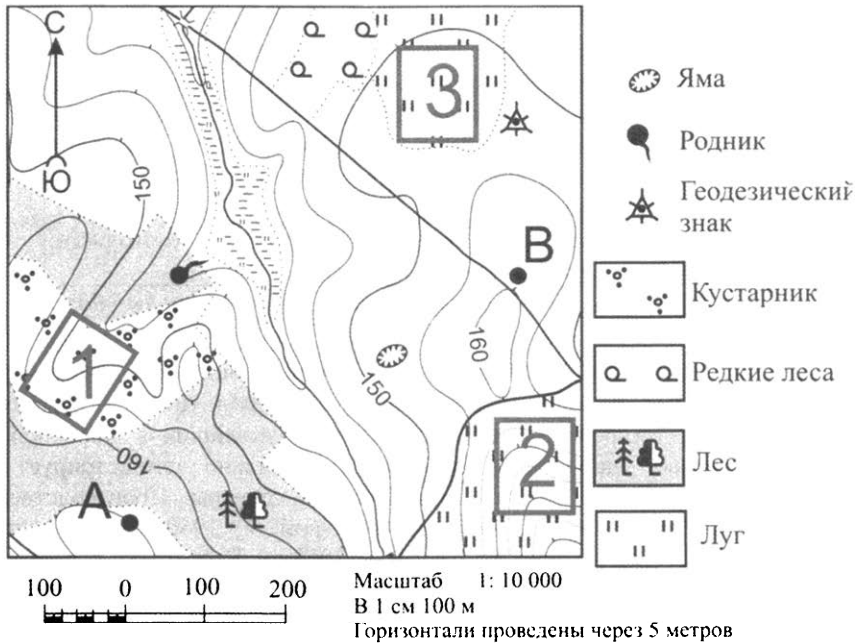 С
Ю
150
3
В
1
160
150
160
2
А
Яма
Родник
Геодезический
знак
Кустарник
Редкие леса
Лес
Луг
100 0 100 200
Масштаб 1: 10 000
В 1 см 100 м
Горизонтали проведены через 5 метров